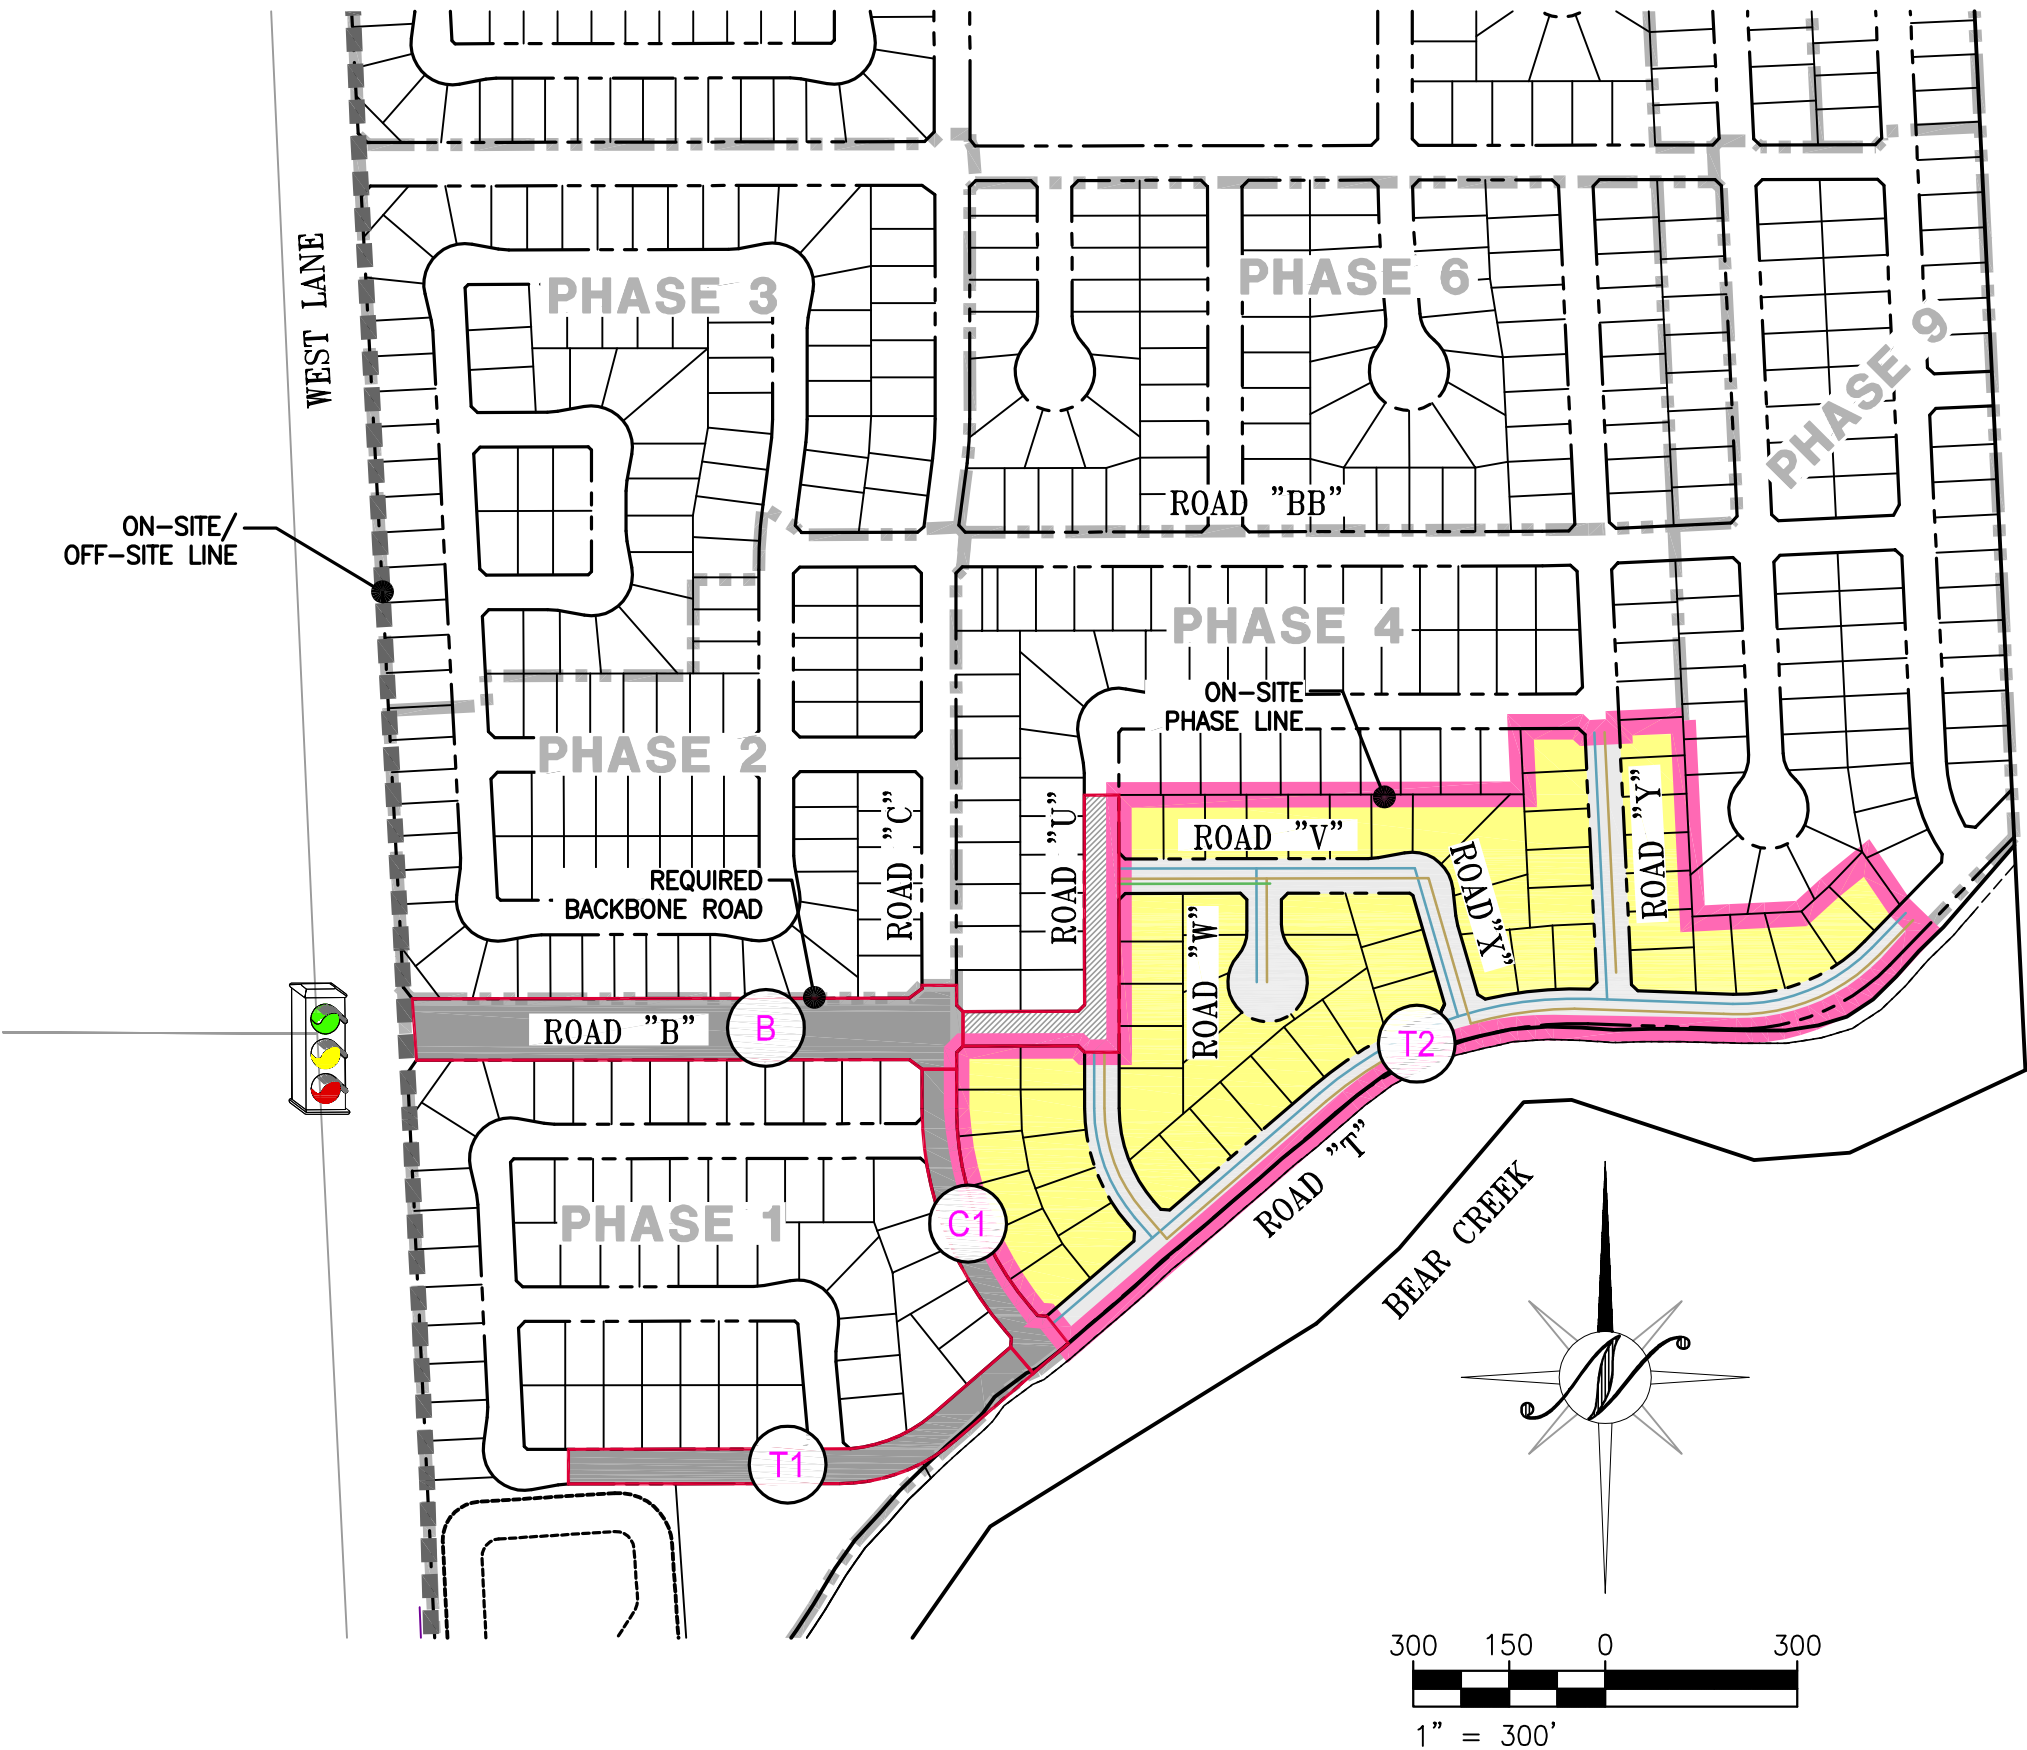 WEST LANE
PHASE 3
PHASE 6
PHASE 9
ROAD "BB"
ON-SITE/
OFF-SITE LINE
PHASE 4
ON-SITE
PHASE LINE
PHASE 2
ROAD "C"
ROAD "U"
ROAD "V"
ROAD "X"
ROAD "Y"
REQUIRED
BACKBONE ROAD
ROAD "W"
ROAD "B"
B
T2
PHASE 1
C1
ROAD "T"
BEAR CREEK
T1
300 150 0 300
1" = 300'